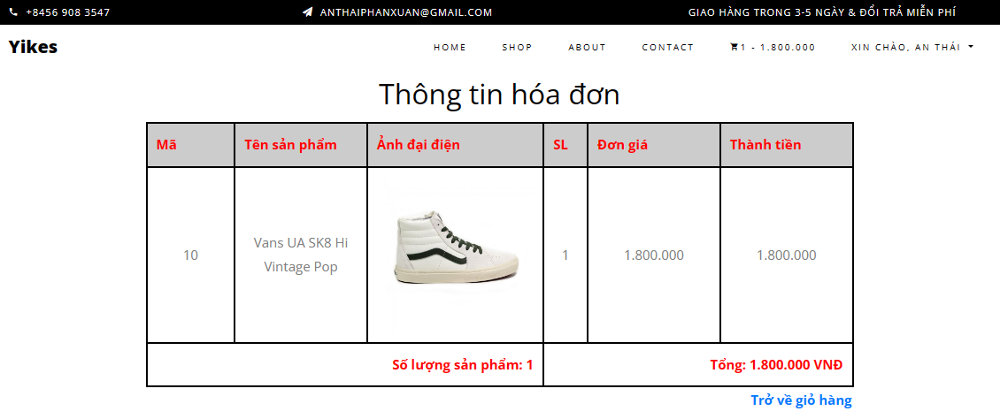 +8456 908 3547
ANTHAIPHANXUAN@GMAIL.COM
GIAO HÀNG TRONG 3-5 NGÀY & ĐỔI TRẢ MIỄN PHÍ
Yikes
HOME
SHOP
ABOUT
CONTACT
1 - 1.800.000
XIN CHÀO, AN THÁI
Thông tin hóa đơn
Mã
Tên sản phẩm
Ảnh đại điện
SL
Đơn giá
Thành tiền
10
Vans UA SK8 Hi
Vintage Pop
1
1.800.000
1.800.000
Số lượng sản phẩm: 1
Tổng: 1.800.000 VNĐ
Trở về giỏ hàng